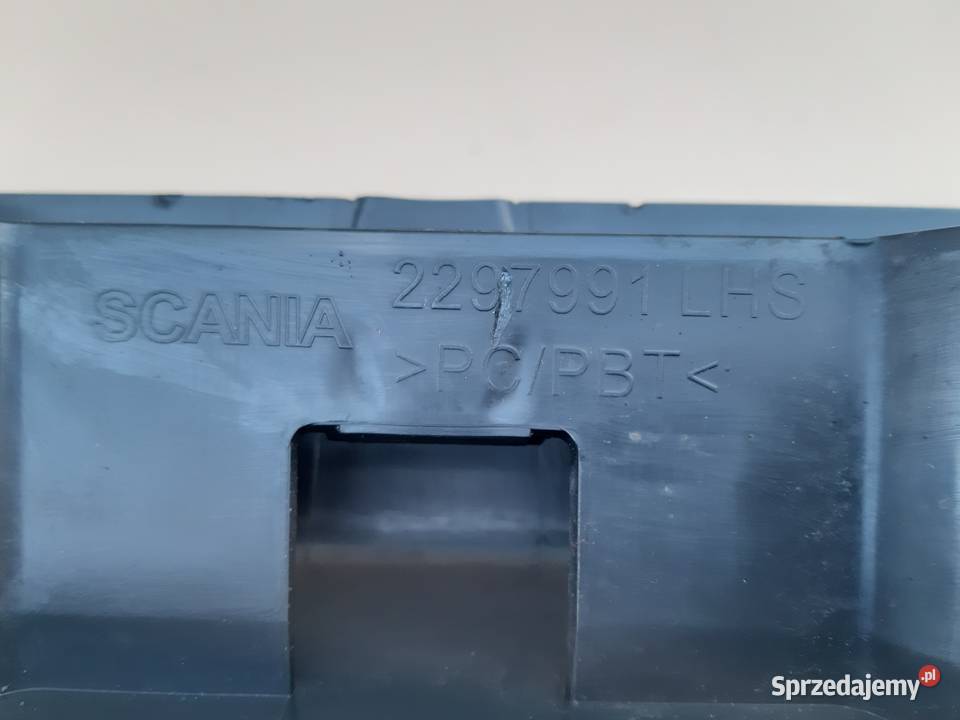 SCANIA 2297991 LHS
>PC/PBT<
Sprzedajemy.pl